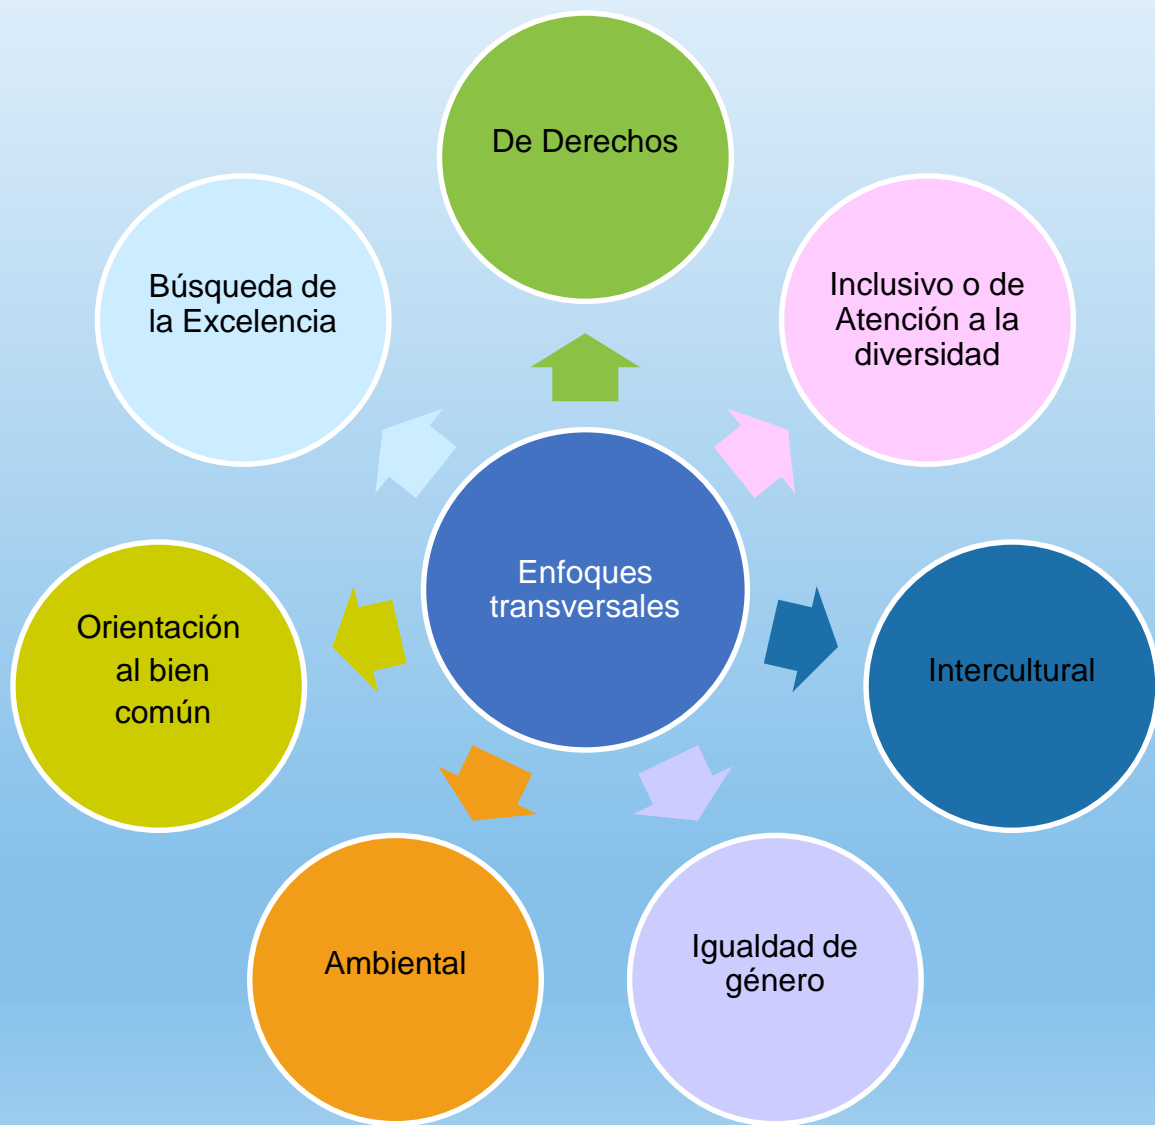 De Derechos
Búsqueda de
la Excelencia
Inclusivo o de
Atención a la
diversidad
Enfoques
transversales
Orientación
al bien
común
Intercultural
Ambiental
Igualdad de
género